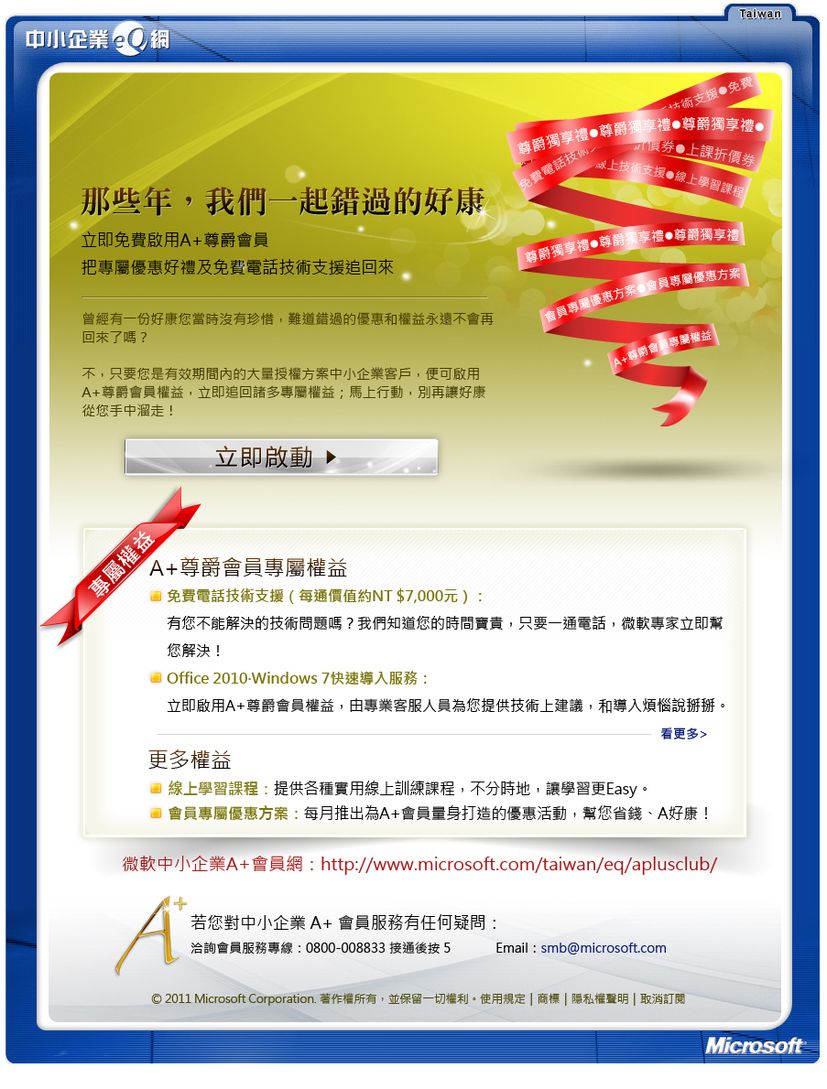 Taiwan
中小企業eQ網
技術支援●免費
尊爵獨享禮●尊爵獨享禮●尊爵獨享禮●
折價券●上課折價券
免費電話技術
線上技術支援●線上學習課程
那些年，我們一起錯過的好康
尊爵獨享禮●尊爵獨享禮●尊爵獨享禮
立即免費啟用A+尊爵會員
把專屬優惠好禮及免費電話技術支援追回來
會員專屬優惠方案●會員專屬優惠方案
曾經有一份好康您當時沒有珍惜，難道錯過的優惠和權益永遠不會再
回來了嗎？
A+尊爵會員專屬權益
不，只要您是有效期間內的大量授權方案中小企業客戶，便可啟用
A+尊爵會員權益，立即追回諸多專屬權益；馬上行動，別再讓好康
從您手中溜走！
立即啟動
專屬權益
A+尊爵會員專屬權益
免費電話技術支援（每通價值約NT $7,000元）：
有您不能解決的技術問題嗎？我們知道您的時間寶貴，只要一通電話，微軟專家立即幫
您解決！
Office 2010·Windows 7快速導入服務：
立即啟用A+尊爵會員權益，由專業客服人員為您提供技術上建議，和導入煩惱說掰掰。
看更多>
更多權益
線上學習課程：提供各種實用線上訓練課程，不分時地，讓學習更Easy。
會員專屬優惠方案：每月推出為A+會員量身打造的優惠活動，幫您省錢、A好康！
微軟中小企業A+會員網：http://www.microsoft.com/taiwan/eq/aplusclub/
A+
若您對中小企業 A+ 會員服務有任何疑問：
洽詢會員服務專線：0800-008833 接通後按 5 Email：smb@microsoft.com
© 2011 Microsoft Corporation. 著作權所有，並保留一切權利。使用規定 | 商標 | 隱私權聲明 | 取消訂閱
Microsoft